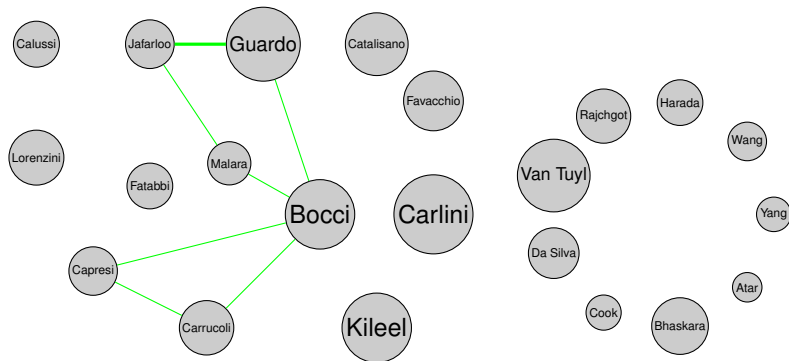 Calussi
Jafarloo
Guardo
Catalisano
Favacchio
Harada
Rajchgot
Wang
Lorenzini
Malara
Fatabbi
Van Tuyl
Bocci
Carlini
Yang
Da Silva
Capresi
Atar
Carrucoli
Kileel
Cook
Bhaskara